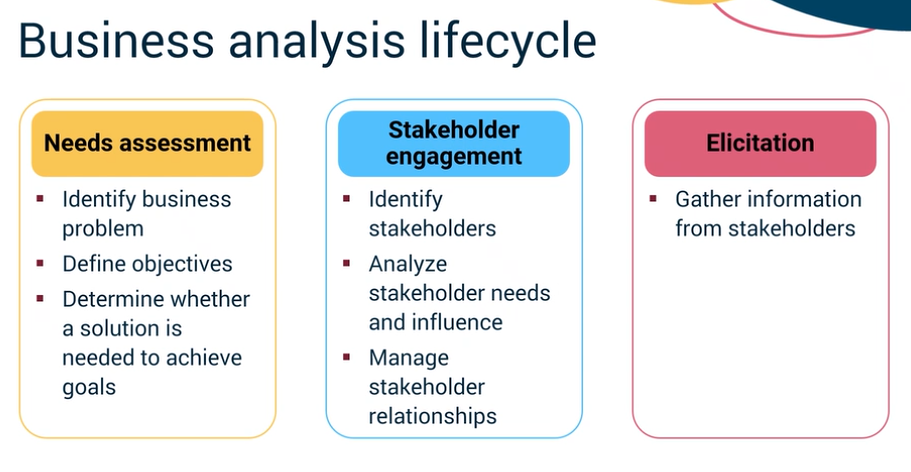 Business analysis lifecycle
Needs assessment
▪ Identify business
problem
▪ Define objectives
▪ Determine whether
a solution is
needed to achieve
goals
Stakeholder
engagement
▪ Identify
stakeholders
▪ Analyze
stakeholder needs
and influence
▪ Manage
stakeholder
relationships
Elicitation
▪ Gather information
from stakeholders